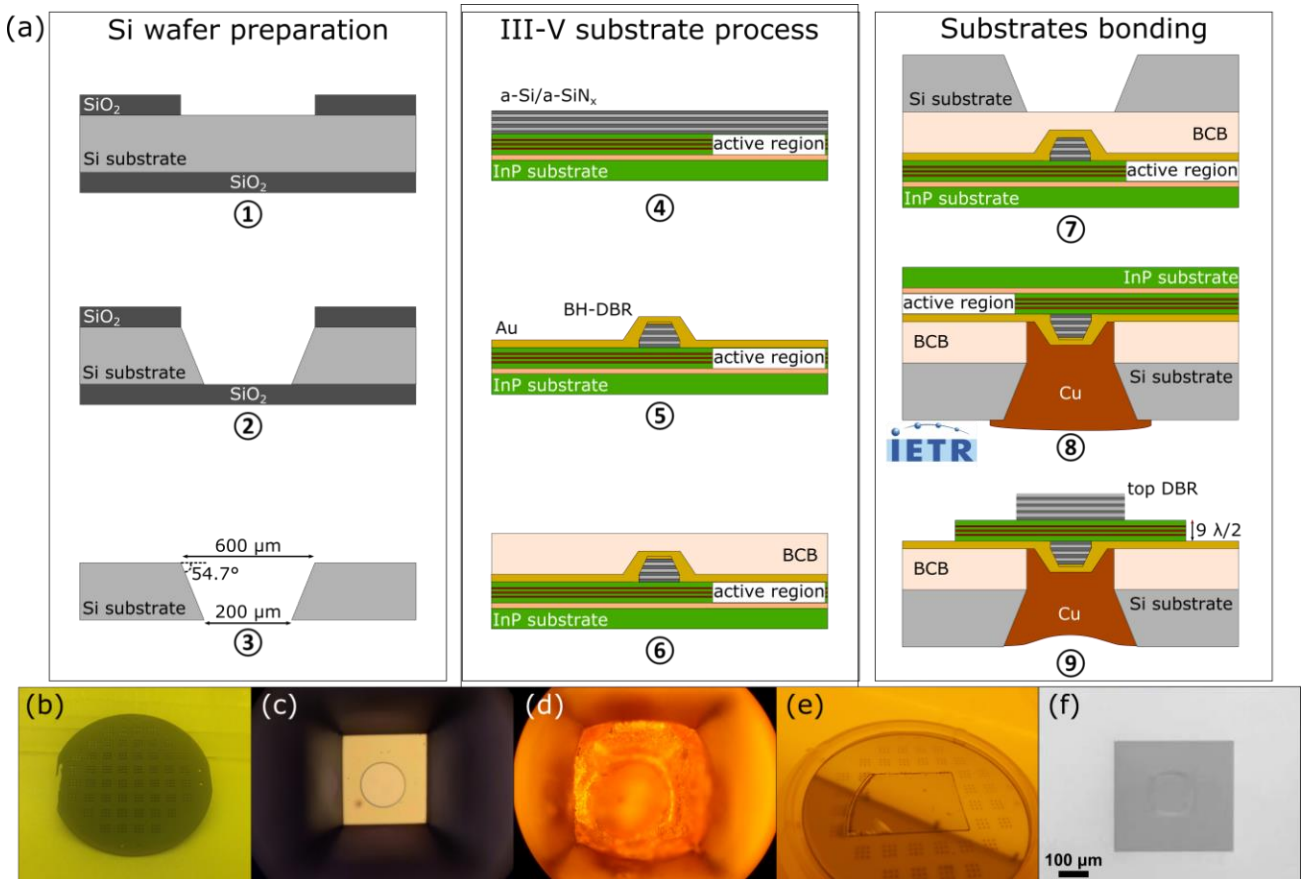 (a)
Si wafer preparation
SiO₂
Si substrate
SiO₂
①
SiO₂
Si substrate
SiO₂
②
600 µm
54.7°
Si substrate
200 µm
③
III-V substrate process
a-Si/a-SiNₓ
active region
InP substrate
④
BH-DBR
Au
active region
InP substrate
⑤
BCB
active region
InP substrate
⑥
Substrates bonding
Si substrate
BCB
active region
InP substrate
⑦
InP substrate
active region
BCB
Si substrate
Cu
iETR
⑧
top DBR
9 λ/2
BCB
Si substrate
Cu
⑨
(b)
(c)
(d)
(e)
(f)
100 µm